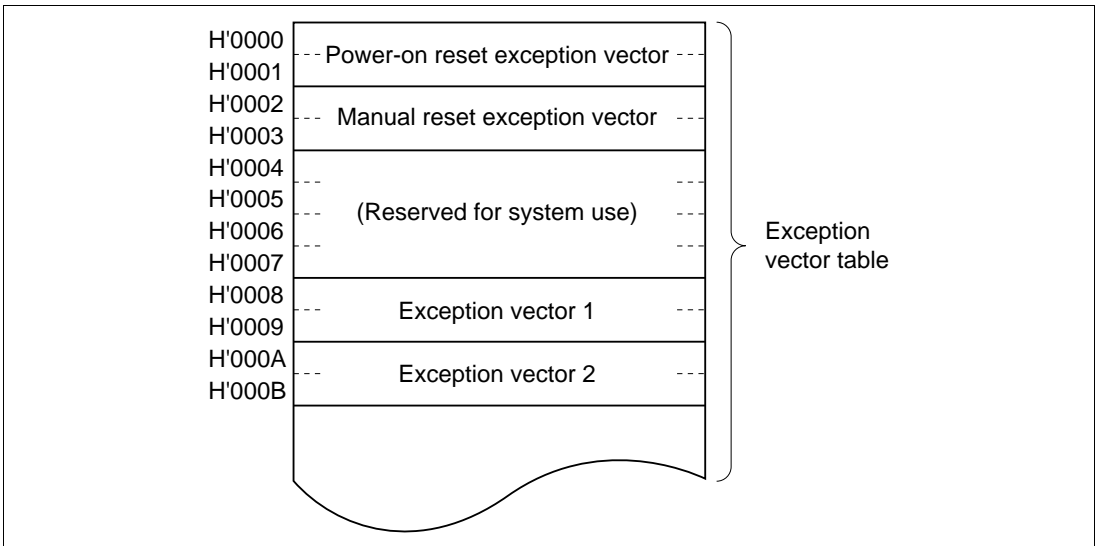 H'0000
H'0001
Power-on reset exception vector
H'0002
H'0003
Manual reset exception vector
H'0004
H'0005
H'0006
H'0007
(Reserved for system use)
H'0008
H'0009
Exception vector 1
H'000A
H'000B
Exception vector 2
Exception
vector table